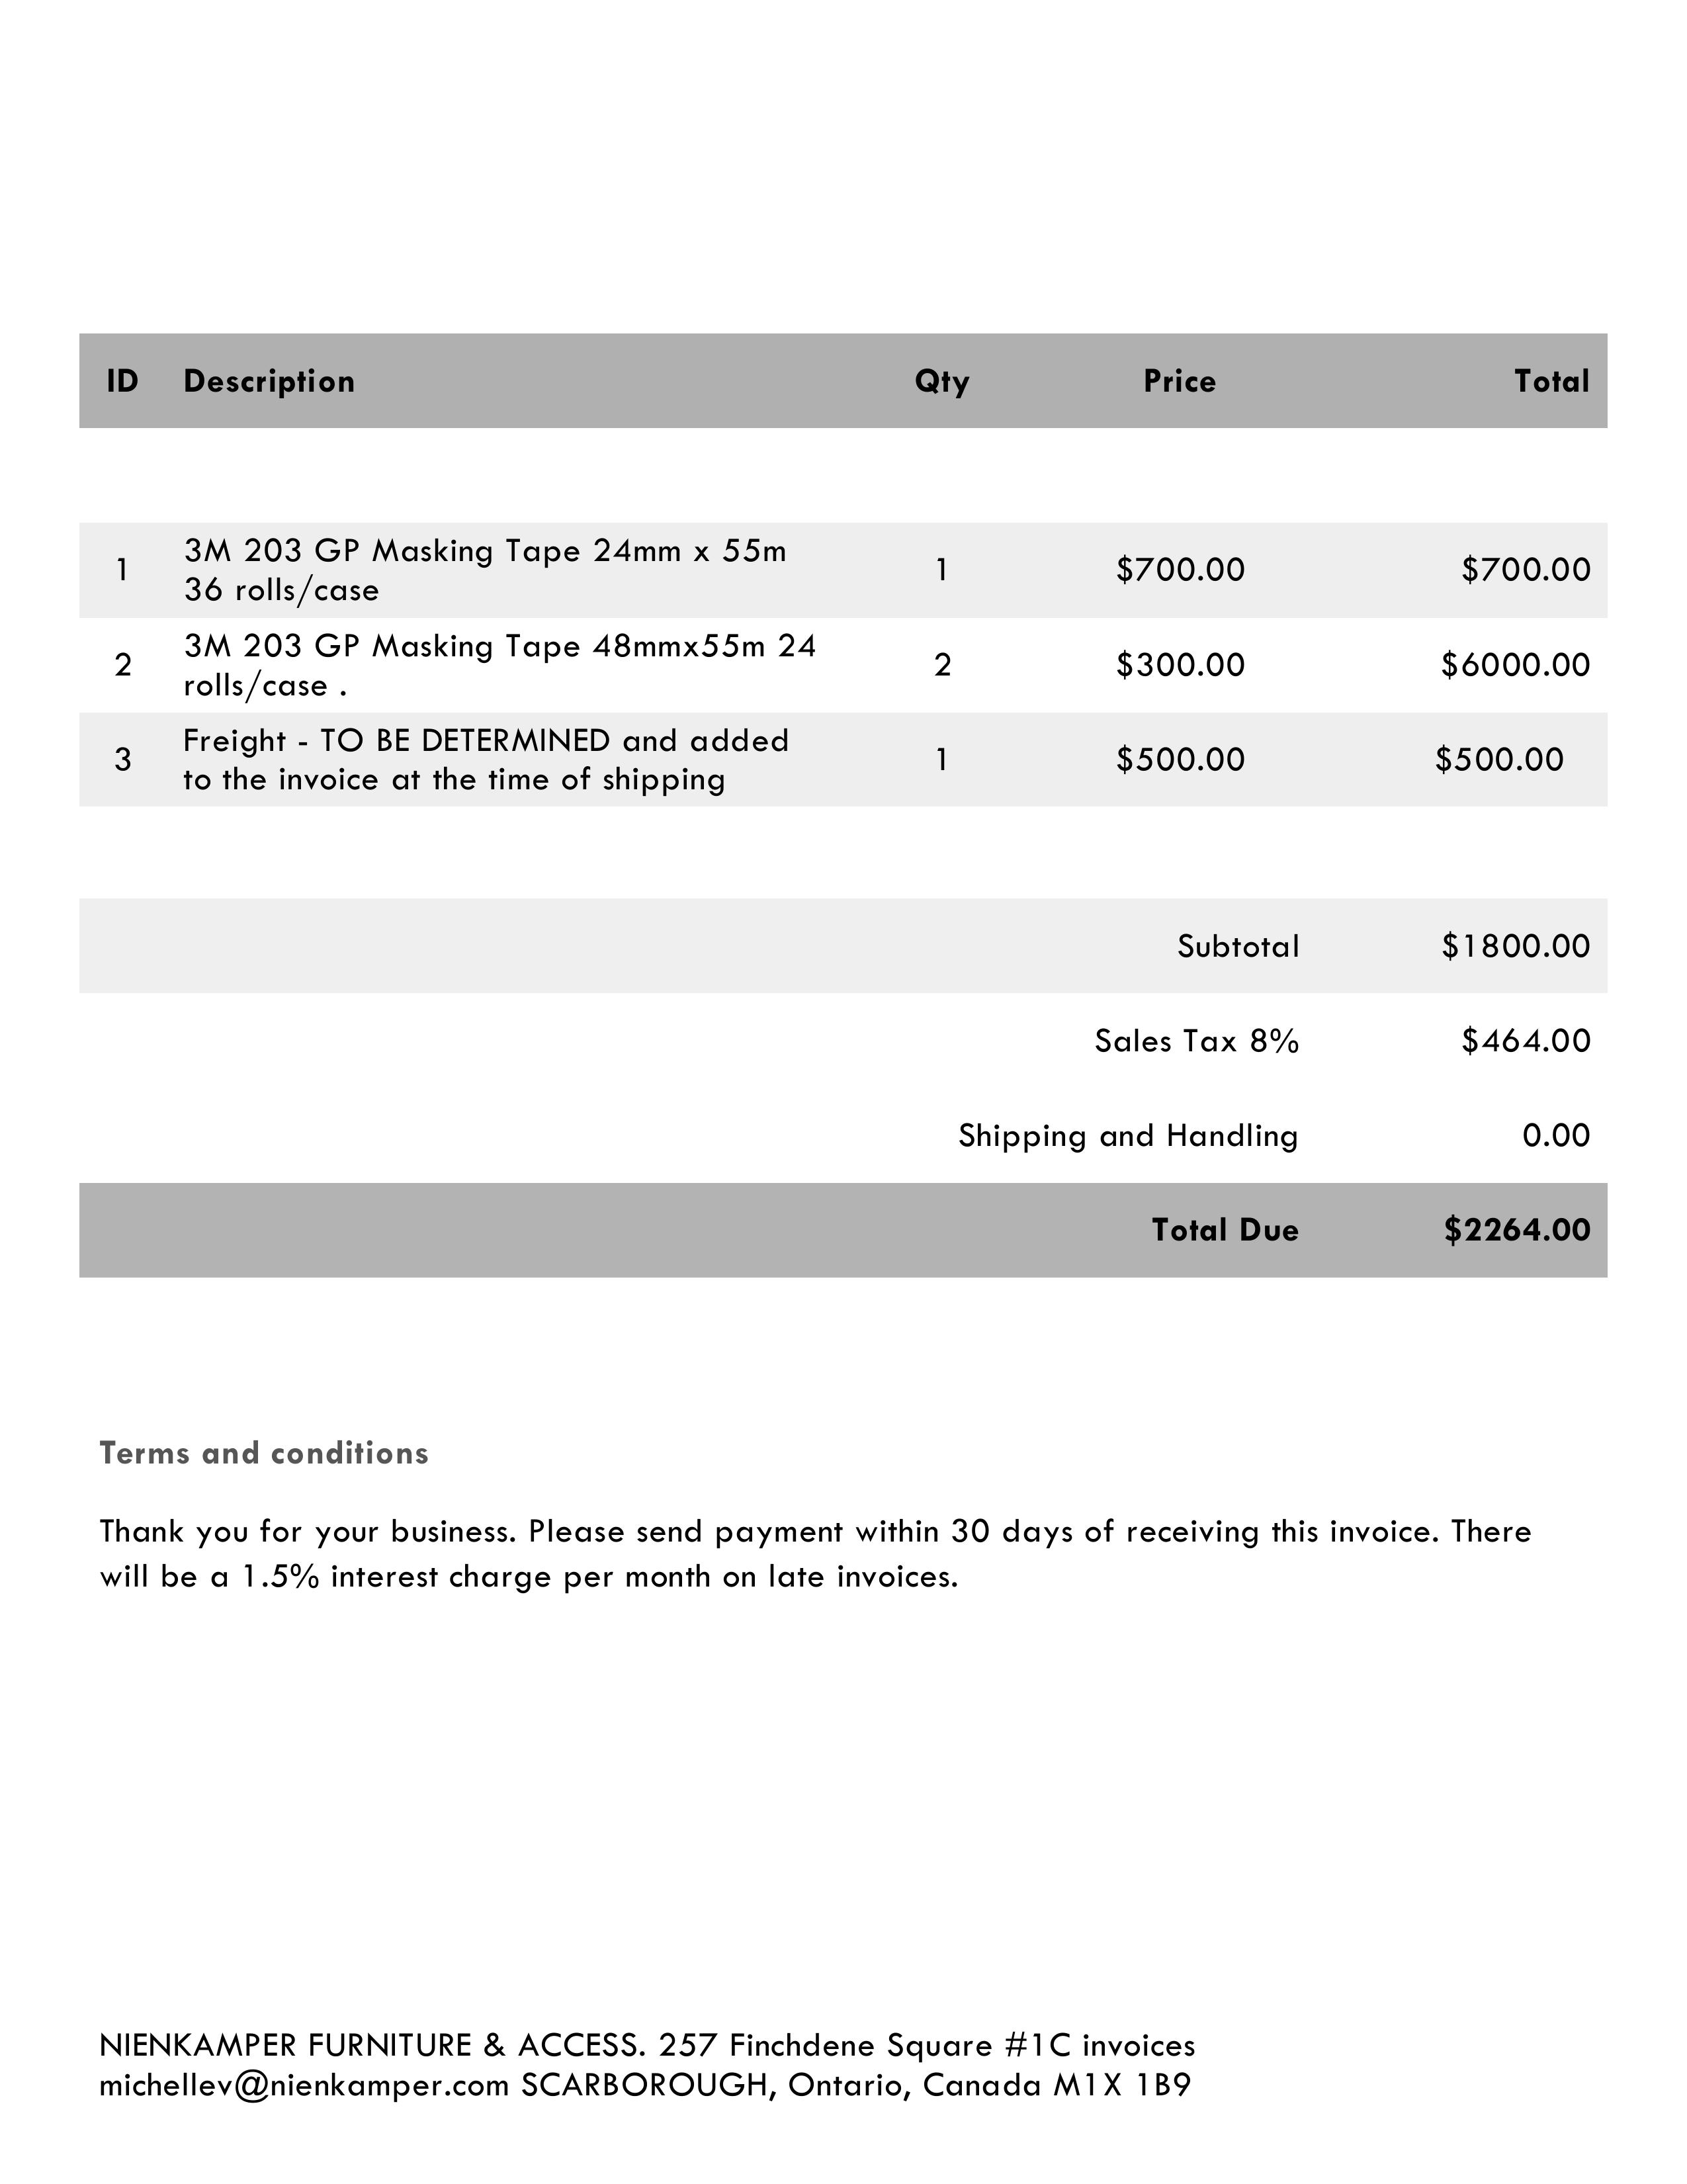 ID Description Qty Price Total
3M 203 GP Masking Tape 24mm x 55m
1 36 rolls/case 1 $700.00 $700.00
3M 203 GP Masking Tape 48mmx55m 24
2 rolls/case . 2 $300.00 $6000.00
Freight - TO BE DETERMINED and added
3 to the invoice at the time of shipping 1 $500.00 $500.00
Subtotal $1800.00
Sales Tax 8% $464.00
Shipping and Handling 0.00
Total Due $2264.00
Terms and conditions
Thank you for your business. Please send payment within 30 days of receiving this invoice. There
will be a 1.5% interest charge per month on late invoices.
NIENKAMPER FURNITURE & ACCESS. 257 Finchdene Square #1C invoices
michellev@nienkamper.com SCARBOROUGH, Ontario, Canada M1X 1B9